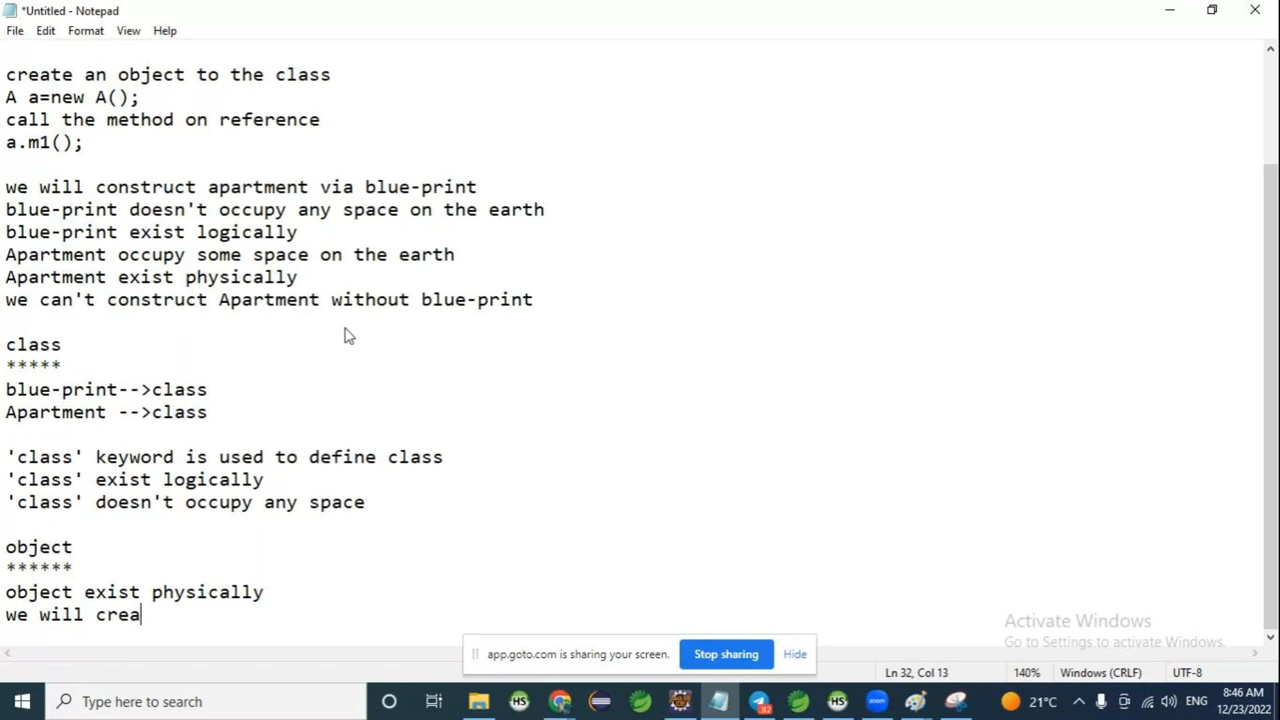 *Untitled - Notepad
File Edit Format View Help
create an object to the class
A a=new A();
call the method on reference
a.m1();
we will construct apartment via blue-print
blue-print doesn't occupy any space on the earth
blue-print exist logically
Apartment occupy some space on the earth
Apartment exist physically
we can't construct Apartment without blue-print
class
*****
blue-print-->class
Apartment -->class
'class' keyword is used to define class
'class' exist logically
'class' doesn't occupy any space
object
******
object exist physically
we will crea
Activate Windows
Go to Settings to activate Windows.
app.goto.com is sharing your screen. Stop sharing Hide
Ln 32, Col 13 140% Windows (CRLF) UTF-8
Type here to search
HS
HS
21°C
ENG
8:46 AM
12/23/2022